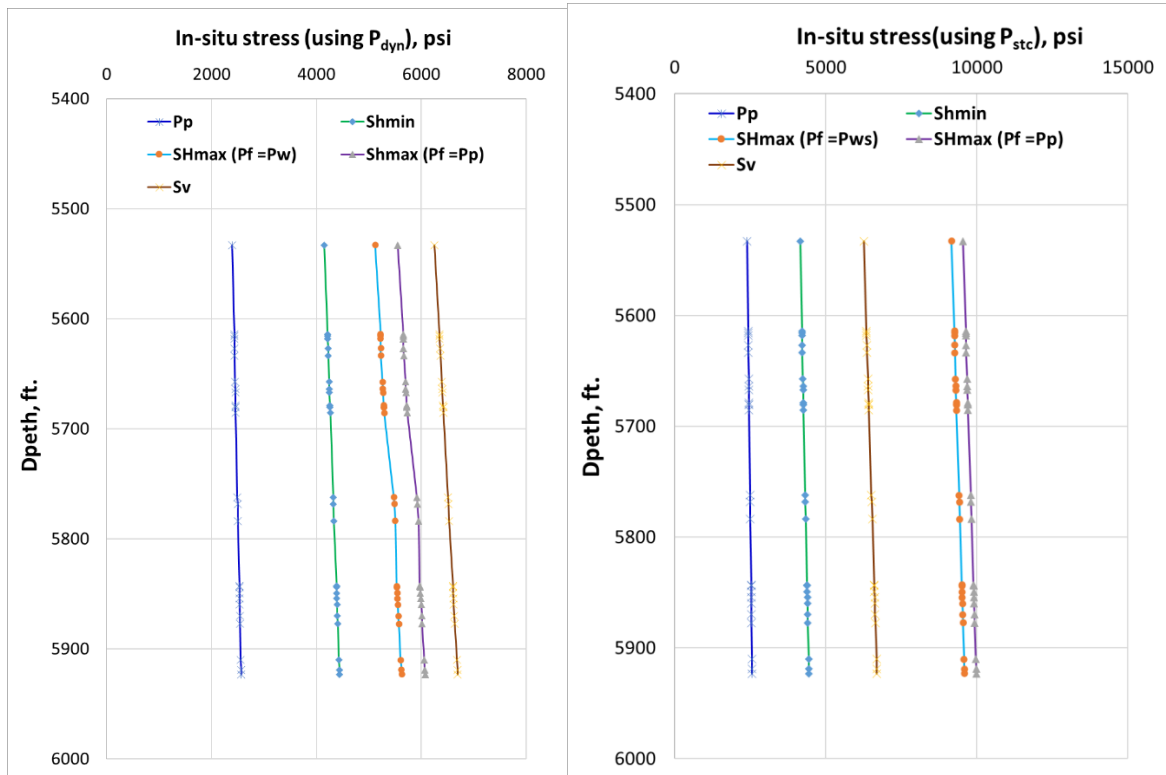 In-situ stress (using Pdyn), psi
0 2000 4000 6000 8000
5400
Pp Shmin
SHmax (Pf =Pw) Shmax (Pf =Pp)
Sv
5500
5600
5700
5800
5900
6000
Dpeth, ft.
In-situ stress(using Pstc), psi
0 5000 10000 15000
5400
Pp Shmin
SHmax (Pf =Pws) SHmax (Pf =Pp)
Sv
5500
5600
5700
5800
5900
6000
Dpeth, ft.